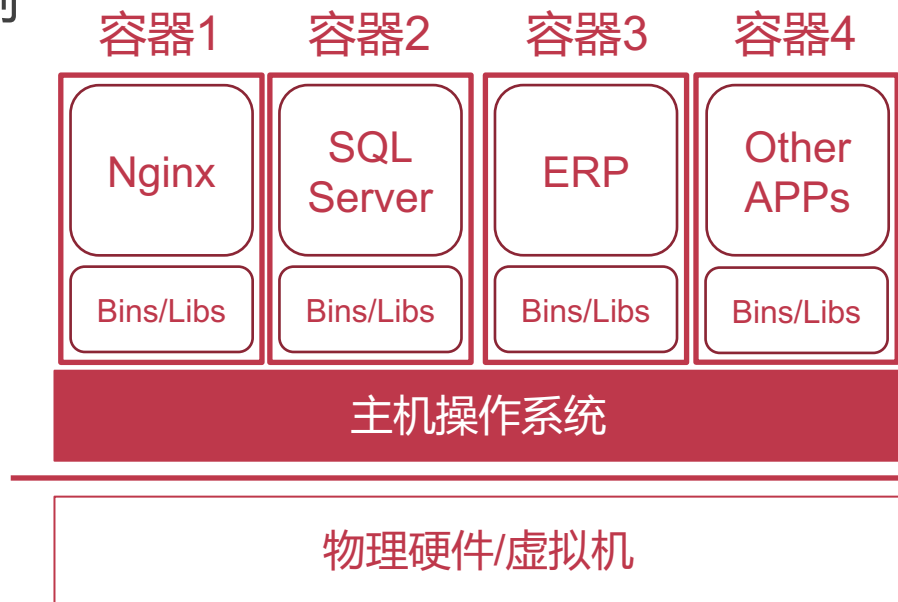 容器1
容器2
容器3
容器4
Nginx
SQL
Server
ERP
Other
APPs
Bins/Libs
Bins/Libs
Bins/Libs
Bins/Libs
主机操作系统
物理硬件/虚拟机